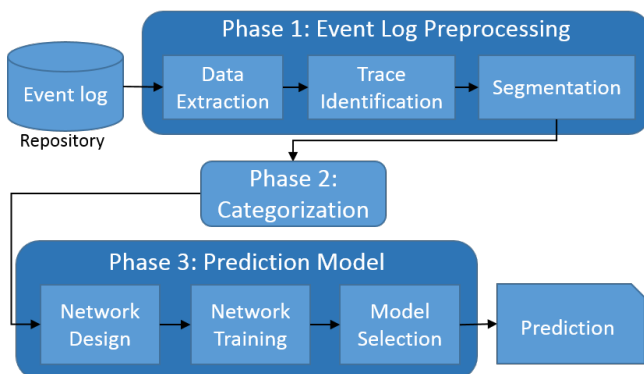 Phase 1: Event Log Preprocessing
Event log
Repository
Data
Extraction
Trace
Identification
Segmentation
Phase 2:
Categorization
Phase 3: Prediction Model
Network
Design
Network
Training
Model
Selection
Prediction